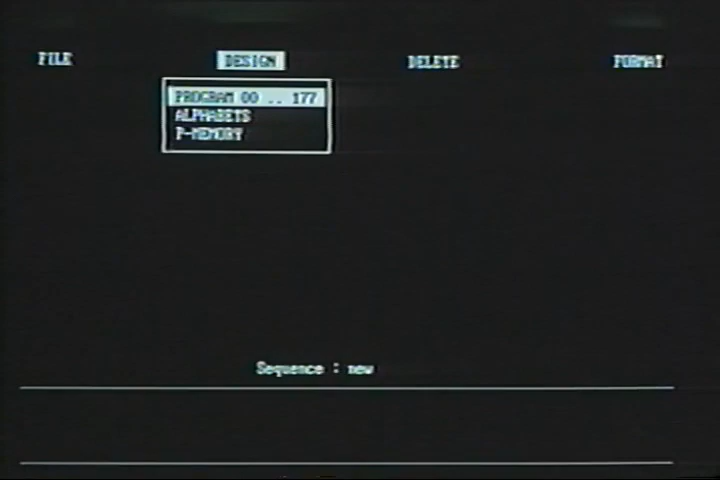 FILE DESIGN DELETE FORMAT
PROGRAM 00 .. 177
ALPHABETS
P-MEMORY
Sequence : new